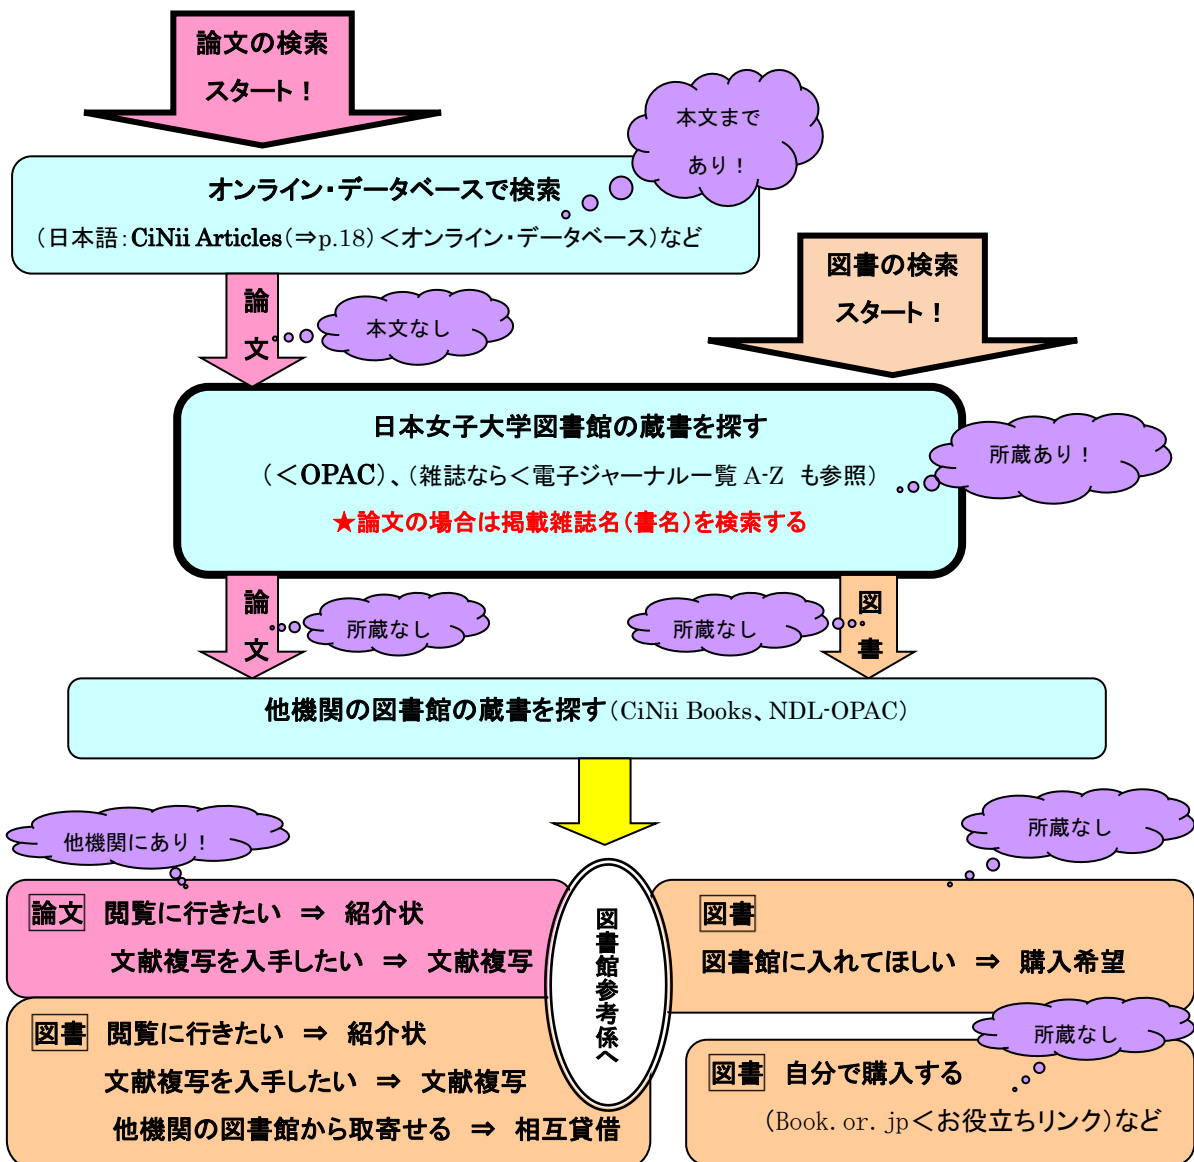 論文の検索
スタート！
本文まで
あり！
オンライン・データベースで検索
（日本語：CiNii Articles（⇒p.18）＜オンライン・データベース）など
図書の検索
スタート！
論文
本文なし
日本女子大学図書館の蔵書を探す
（＜OPAC）、（雑誌なら＜電子ジャーナル一覧 A-Z も参照）
★論文の場合は掲載雑誌名（書名）を検索する
所蔵あり！
論文
所蔵なし
所蔵なし
図書
他機関の図書館の蔵書を探す（CiNii Books、NDL-OPAC）
他機関にあり！
所蔵なし
論文 閲覧に行きたい ⇒ 紹介状
文献複写を入手したい ⇒ 文献複写
図書 閲覧に行きたい ⇒ 紹介状
文献複写を入手したい ⇒ 文献複写
他機関の図書館から取寄せる ⇒ 相互貸借
図書館参考係へ
図書
図書館に入れてほしい ⇒ 購入希望
所蔵なし
図書 自分で購入する
（Book.or.jp＜お役立ちリンク）など